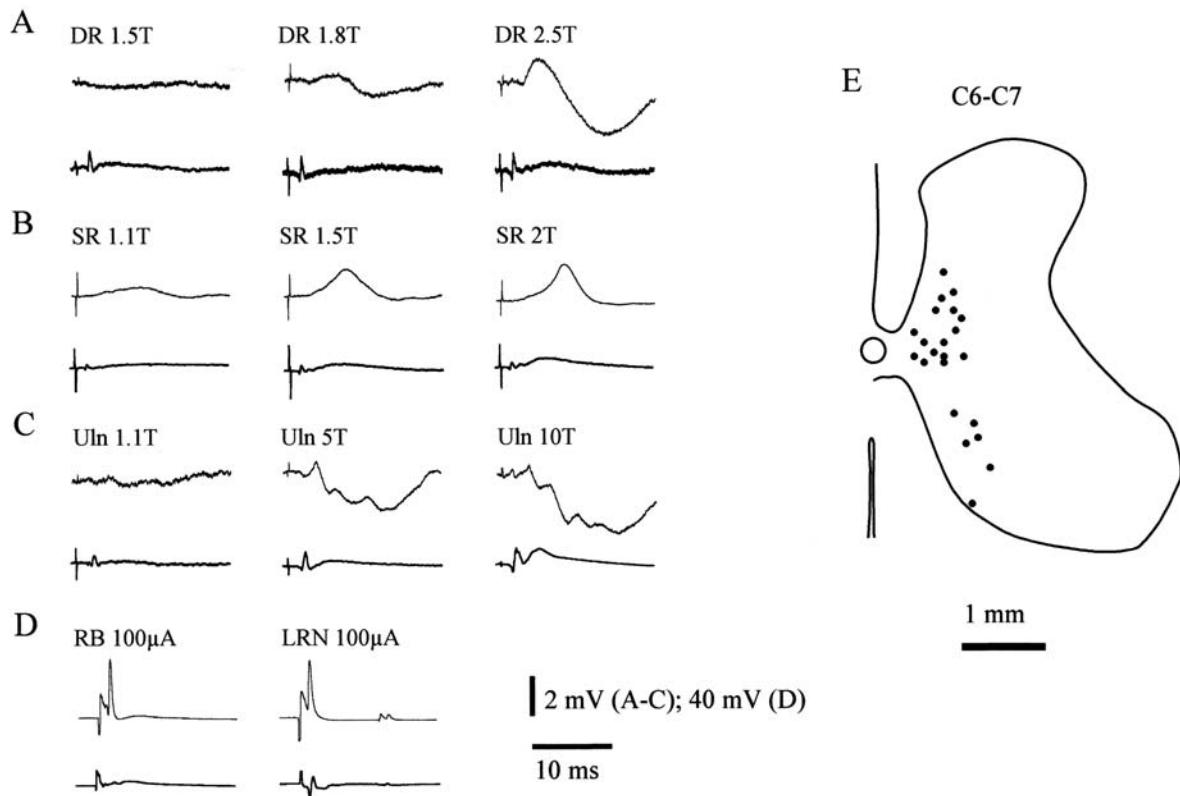 A
DR 1.5T
DR 1.8T
DR 2.5T
B
SR 1.1T
SR 1.5T
SR 2T
C
Uln 1.1T
Uln 5T
Uln 10T
D
RB 100µA
LRN 100µA
2 mV (A-C); 40 mV (D)
10 ms
E
C6-C7
1 mm